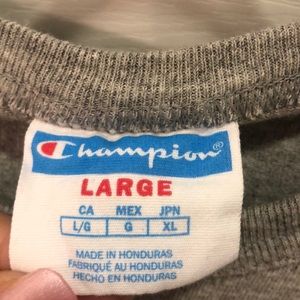 Champion®
LARGE
CA MEX JPN
L/G G XL
MADE IN HONDURAS
FABRIQUÉ AU HONDURAS
HECHO EN HONDURAS